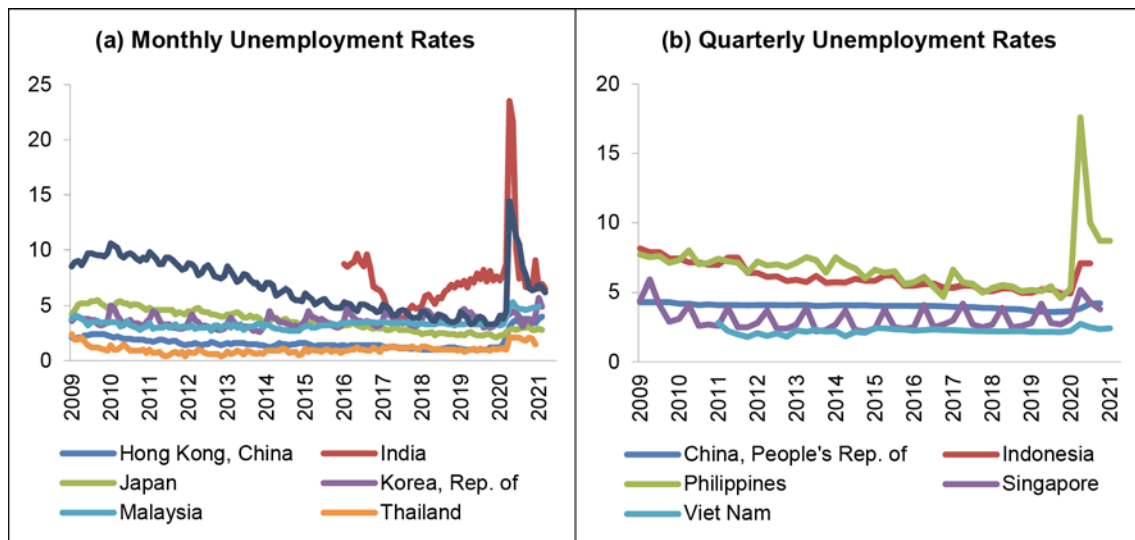 (a) Monthly Unemployment Rates
25
20
15
10
5
0
2009 2010 2011 2012 2013 2014 2015 2016 2017 2018 2019 2020 2021
Hong Kong, China India
Japan Korea, Rep. of
Malaysia Thailand
(b) Quarterly Unemployment Rates
20
15
10
5
0
2009 2010 2011 2012 2013 2014 2015 2016 2017 2018 2019 2020 2021
China, People's Rep. of Indonesia
Philippines Singapore
Viet Nam